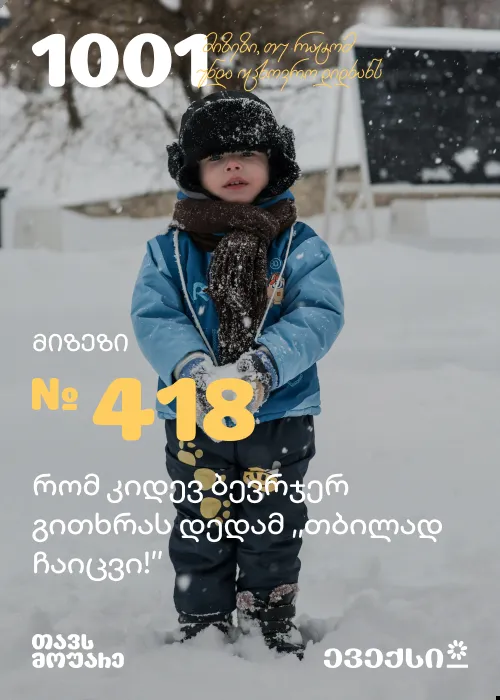 1001
მიზეზი, თუ რატომ
უნდა იცხოვრო დიდხანს
მიზეზი
№ 418
რომ კიდევ ბევრჯერ
გითხრას დედამ „თბილად
ჩაიცვი!”
თავს
მოუარე
ევექსი